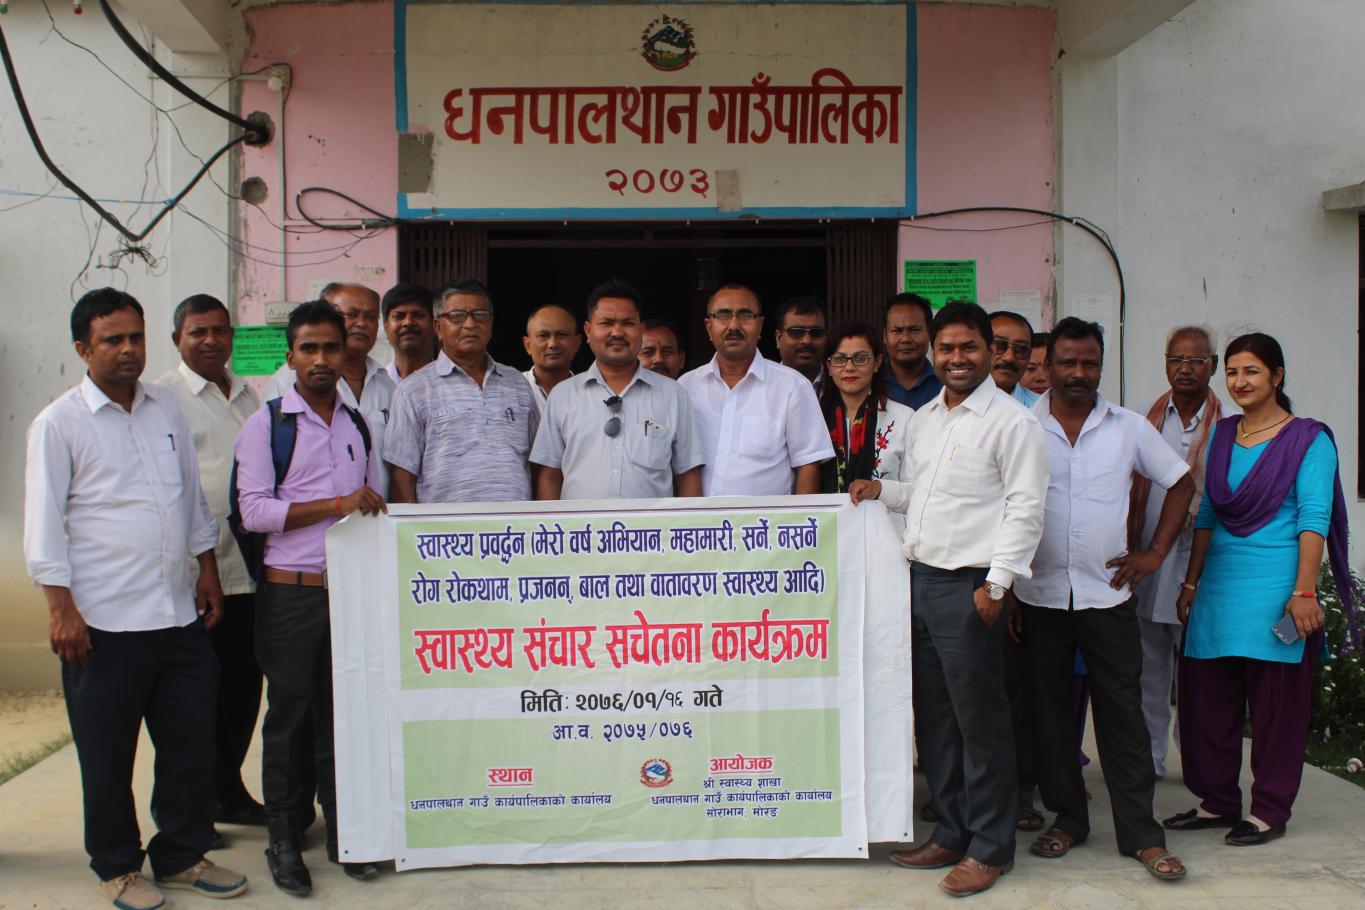 धनपालथान गाउँपालिका
२०७३
स्वास्थ्य प्रवर्द्धन (मेरो वर्ष अभियान, महामारी, सर्ने, नसर्ने
रोग रोकथाम, प्रजनन्, बाल तथा वातावरण स्वास्थ्य आदि)
स्वास्थ्य संचार सचेतना कार्यक्रम
मिति: २०७६/०१/१६ गते
आ.व. २०७५/०७६
स्थान
धनपालथान गाउँ कार्यपालिकाको कार्यालय
आयोजक
श्री स्वास्थ्य शाखा
धनपालथान गाउँ कार्यपालिकाको कार्यालय
सोराभाग, मोरङ